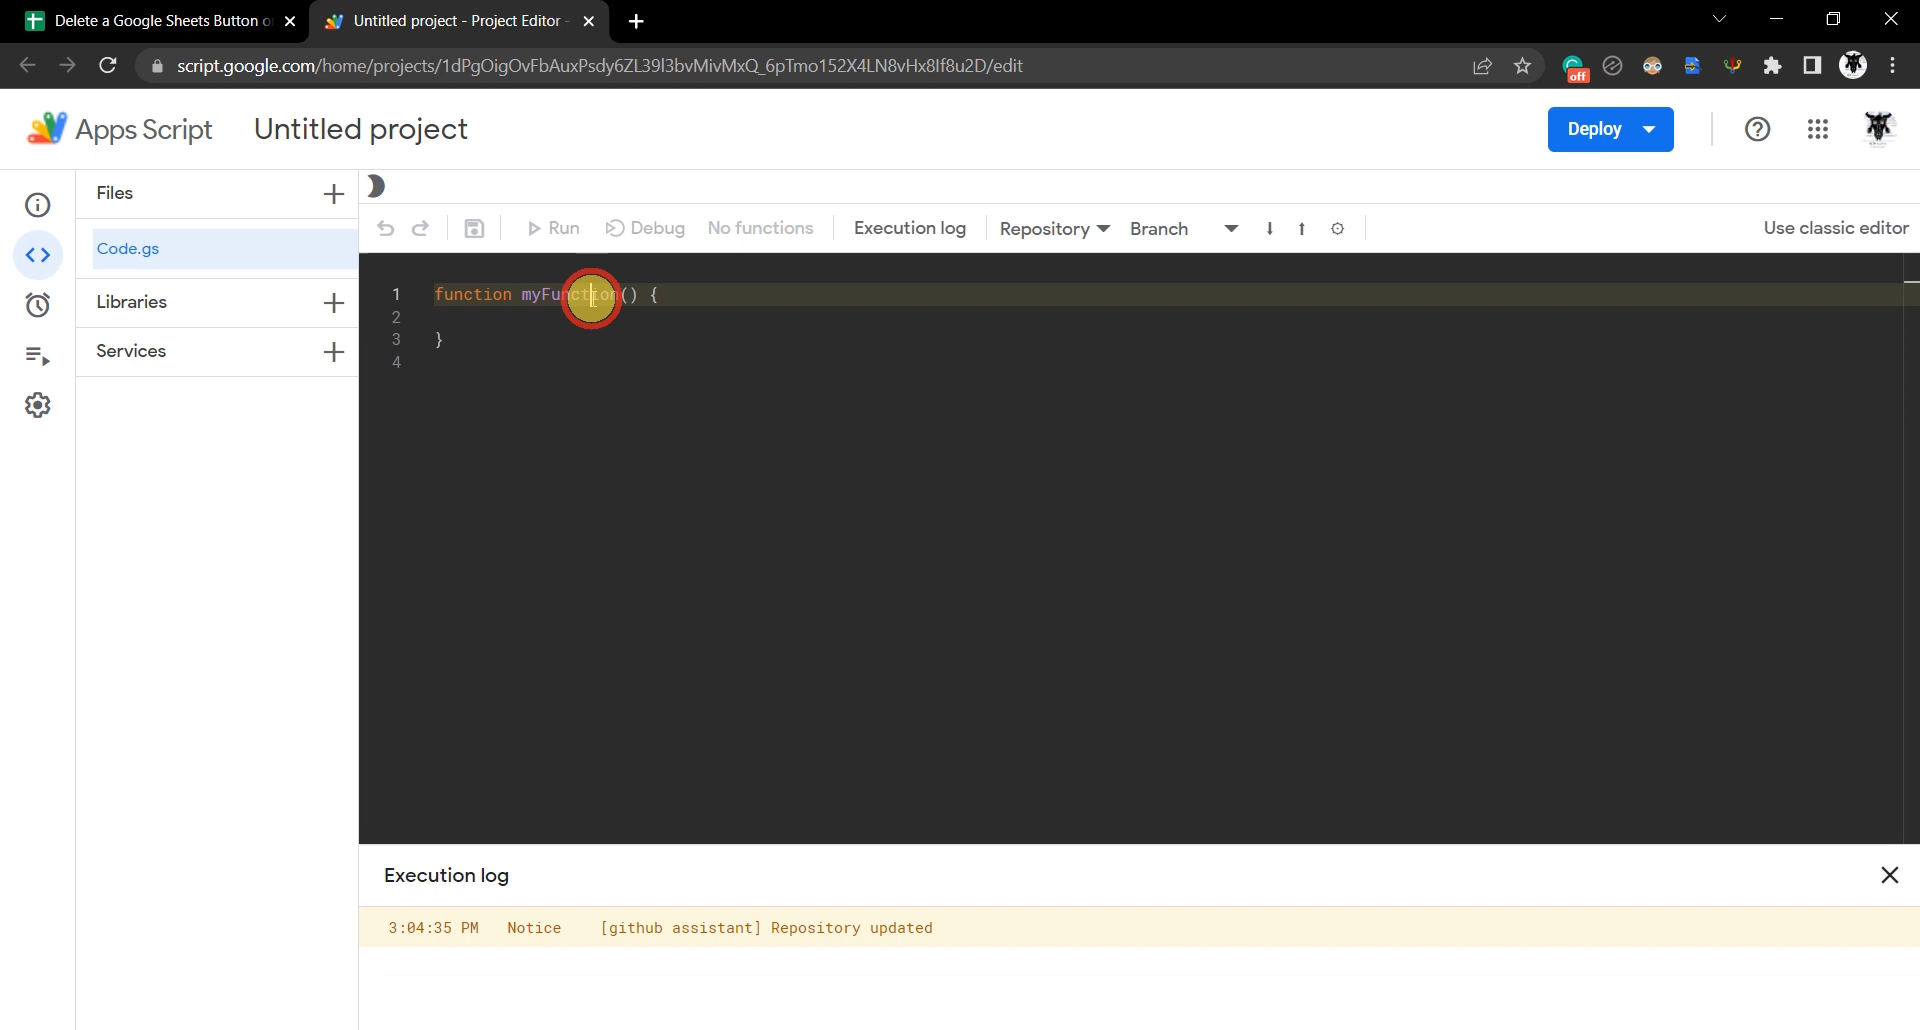 Delete a Google Sheets Button o
Untitled project - Project Editor -
script.google.com/home/projects/1dPgOigOvFbAuxPsdy6ZL39l3bvMivMxQ_6pTmo152X4LN8vHx8lf8u2D/edit
off
Apps Script
Untitled project
Deploy
Files
Code.gs
Libraries
Services
Run
Debug
No functions
Execution log
Repository
Branch
Use classic editor
1 function myFunction() {
2
3 }
4
Execution log
3:04:35 PM Notice [github assistant] Repository updated